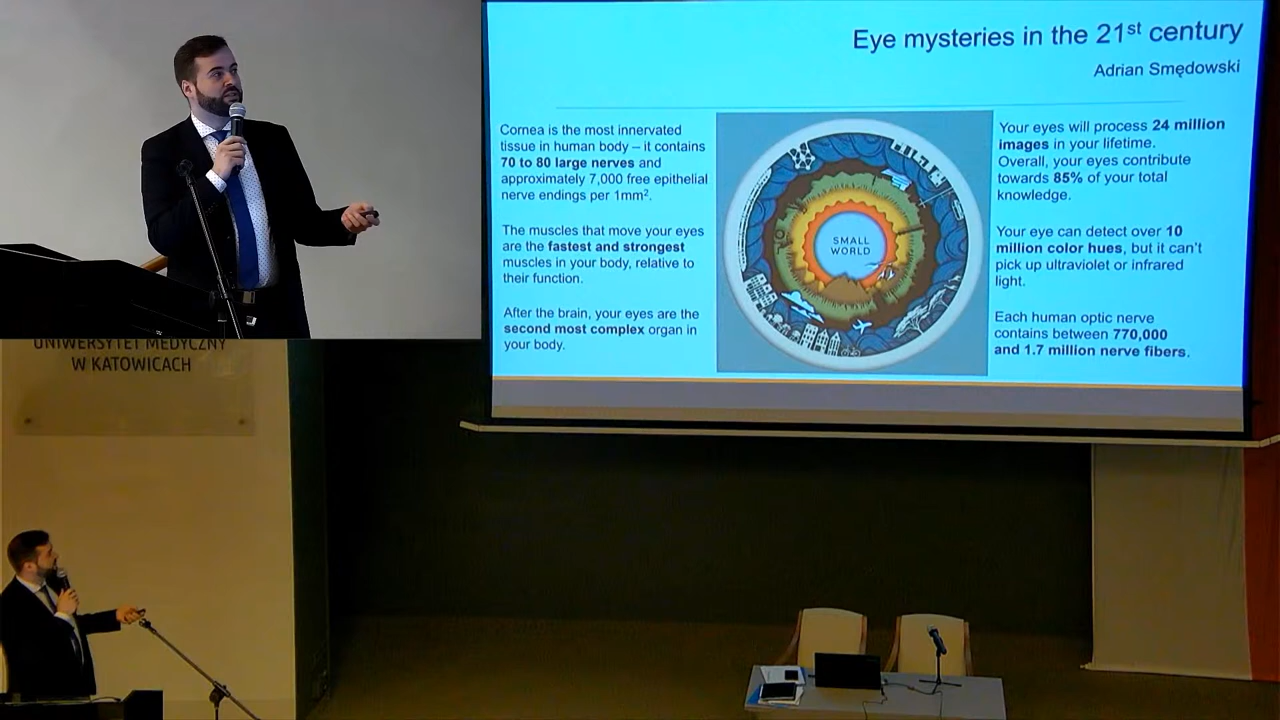 Eye mysteries in the 21st century
Adrian Smędowski
Cornea is the most innervated
tissue in human body – it contains
70 to 80 large nerves and
approximately 7,000 free epithelial
nerve endings per 1mm².
The muscles that move your eyes
are the fastest and strongest
muscles in your body, relative to
their function.
After the brain, your eyes are the
second most complex organ in
your body.
SMALL
WORLD
Your eyes will process 24 million
images in your lifetime.
Overall, your eyes contribute
towards 85% of your total
knowledge.
Your eye can detect over 10
million color hues, but it can't
pick up ultraviolet or infrared
light.
Each human optic nerve
contains between 770,000
and 1.7 million nerve fibers.
UNIWERSYTET MEDYCZNY
W KATOWICACH